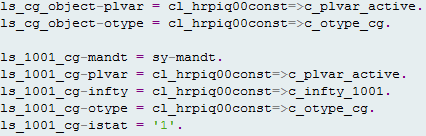 ls_cg_object-plvar = cl_hrpiq00const=>c_plvar_active.
ls_cg_object-otype = cl_hrpiq00const=>c_otype_cg.
ls_1001_cg-mandt = sy-mandt.
ls_1001_cg-plvar = cl_hrpiq00const=>c_plvar_active.
ls_1001_cg-infty = cl_hrpiq00const=>c_infty_1001.
ls_1001_cg-otype = cl_hrpiq00const=>c_otype_cg.
ls_1001_cg-istat = '1'.